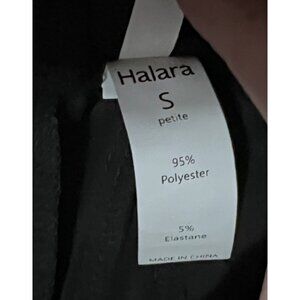 Halara
S
petite
95%
Polyester
5%
Elastane
MADE IN CHINA